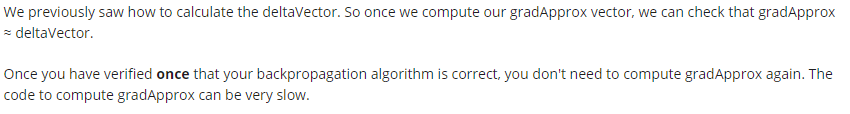 We previously saw how to calculate the deltaVector. So once we compute our gradApprox vector, we can check that gradApprox
≈ deltaVector.
Once you have verified once that your backpropagation algorithm is correct, you don't need to compute gradApprox again. The
code to compute gradApprox can be very slow.